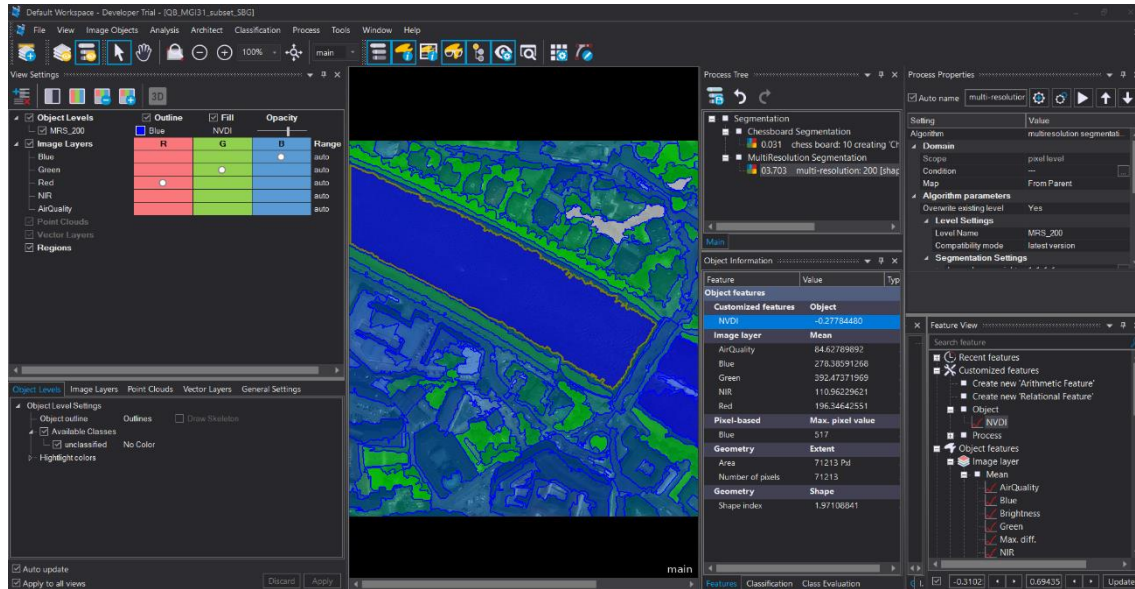 Default Workspace - Developer Trial - [QB_MGI31_subset_SBG]
File View Image Objects Analysis Architect Classification Process Tools Window Help
100% main
View Settings
3D
Object Levels Outline Fill Opacity
MRS_200 Blue NVDI
Image Layers R G B Range
Blue auto
Green auto
Red auto
NIR auto
AirQuality auto
Point Clouds
Vector Layers
Regions
Object Levels Image Layers Point Clouds Vector Layers General Settings
Object Level Settings
Object outline Outlines Draw Skeleton
Available Classes
unclassified No Color
Hightlight colors
Auto update
Apply to all views Discard Apply
main
Process Tree
Segmentation
Chessboard Segmentation
0.031 chess board: 10 creating 'Ch
MultiResolution Segmentation
03.703 multi-resolution: 200 [shap
Main
Object Information
Feature Value Typ
Object features
Customized features Object
NVDI -0.27784480
Image layer Mean
AirQuality 84.62789892
Blue 278.38591268
Green 392.47371969
NIR 110.96229621
Red 196.34642551
Pixel-based Max. pixel value
Blue 517
Geometry Extent
Area 71213 Pxl
Number of pixels 71213
Geometry Shape
Shape index 1.97108841
Features Classification Class Evaluation
Process Properties
Auto name multi-resolutior
Setting Value
Algorithm multiresolution segmentati...
Domain
Scope pixel level
Condition ---
Map From Parent
Algorithm parameters
Overwrite existing level Yes
Level Settings
Level Name MRS_200
Compatibility mode latest version
Segmentation Settings
Feature View
Search feature
Recent features
Customized features
Create new 'Arithmetic Feature'
Create new 'Relational Feature'
Object
NVDI
Process
Object features
Image layer
Mean
AirQuality
Blue
Brightness
Green
Max. diff.
NIR
-0.3102 0.69435 Update